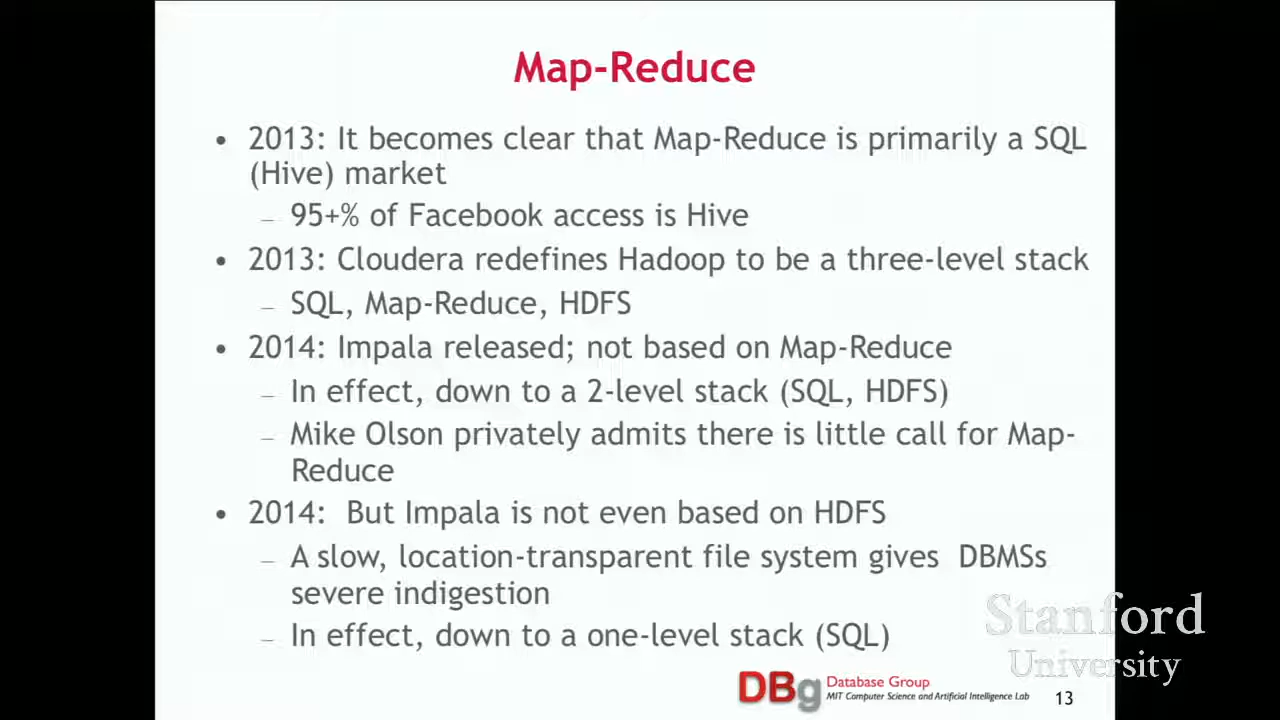 Map-Reduce
• 2013: It becomes clear that Map-Reduce is primarily a SQL
(Hive) market
– 95+% of Facebook access is Hive
• 2013: Cloudera redefines Hadoop to be a three-level stack
– SQL, Map-Reduce, HDFS
• 2014: Impala released; not based on Map-Reduce
– In effect, down to a 2-level stack (SQL, HDFS)
– Mike Olson privately admits there is little call for Map-
Reduce
• 2014: But Impala is not even based on HDFS
– A slow, location-transparent file system gives DBMSs
severe indigestion
– In effect, down to a one-level stack (SQL)
Stanford
University
DBg Database Group
MIT Computer Science and Artificial Intelligence Lab
13